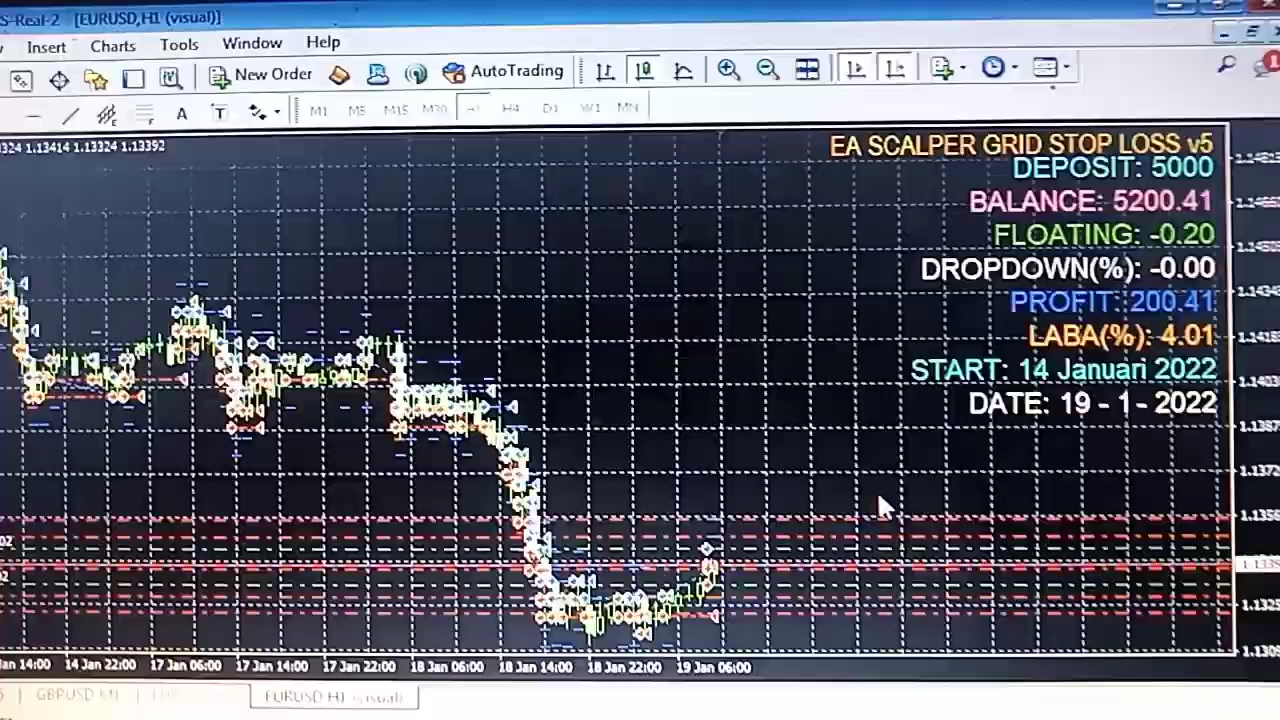 S-Real-2 [EURUSD,H1 (visual)]
Insert Charts Tools Window Help
New Order AutoTrading
A T M1 M5 M15 M30 H1 H4 D1 W1 MN
324 1.13414 1.13324 1.13392
EA SCALPER GRID STOP LOSS v5
DEPOSIT: 5000
BALANCE: 5200.41
FLOATING: -0.20
DROPDOWN(%): -0.00
PROFIT: 200.41
LABA(%): 4.01
START: 14 Januari 2022
DATE: 19 - 1 - 2022
an 14:00 14 Jan 22:00 17 Jan 06:00 17 Jan 14:00 17 Jan 22:00 18 Jan 06:00 18 Jan 14:00 18 Jan 22:00 19 Jan 06:00
GBPUSD M1 EURUSD H1 (visual)